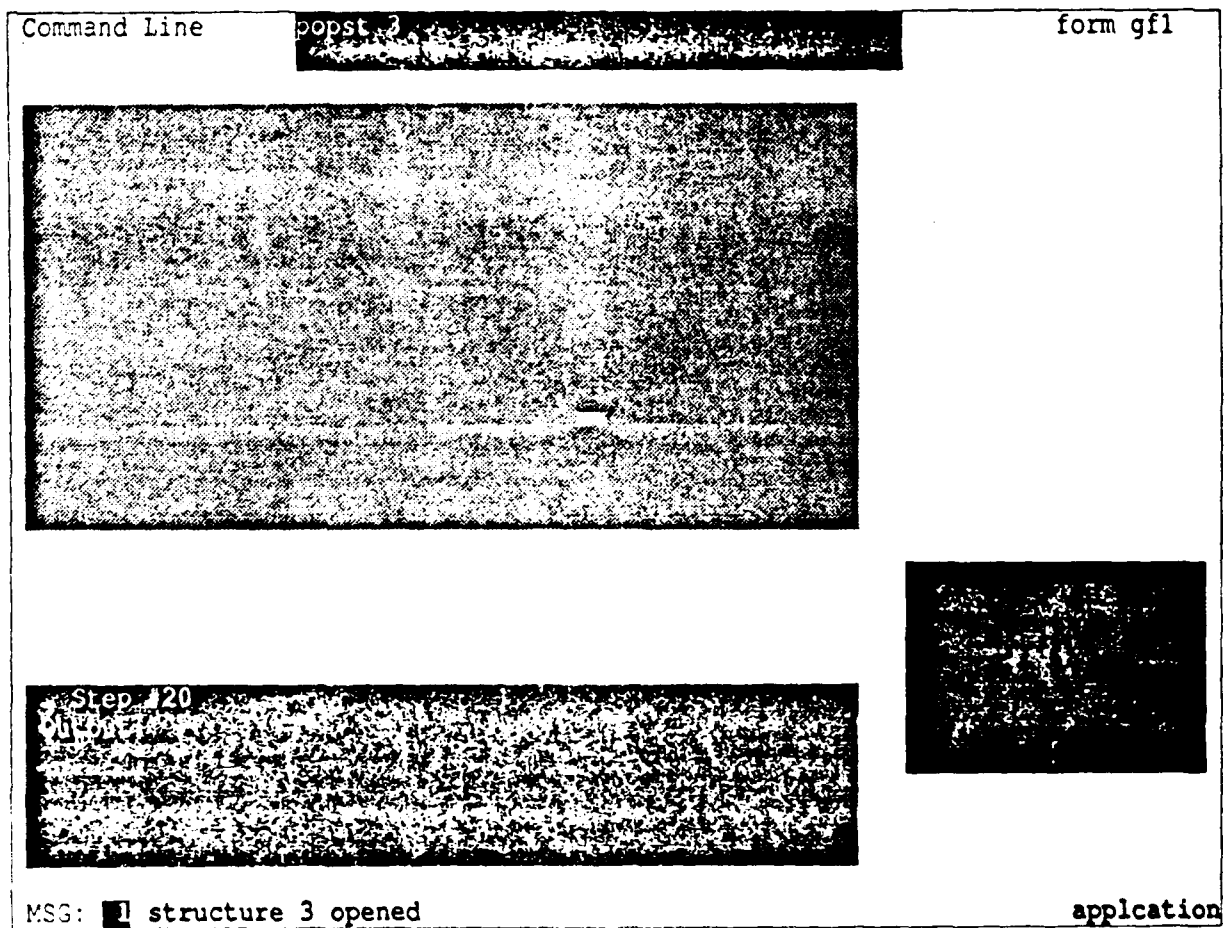 Command Line popst 3 form gf1
Step #20
MSG: structure 3 opened applcation